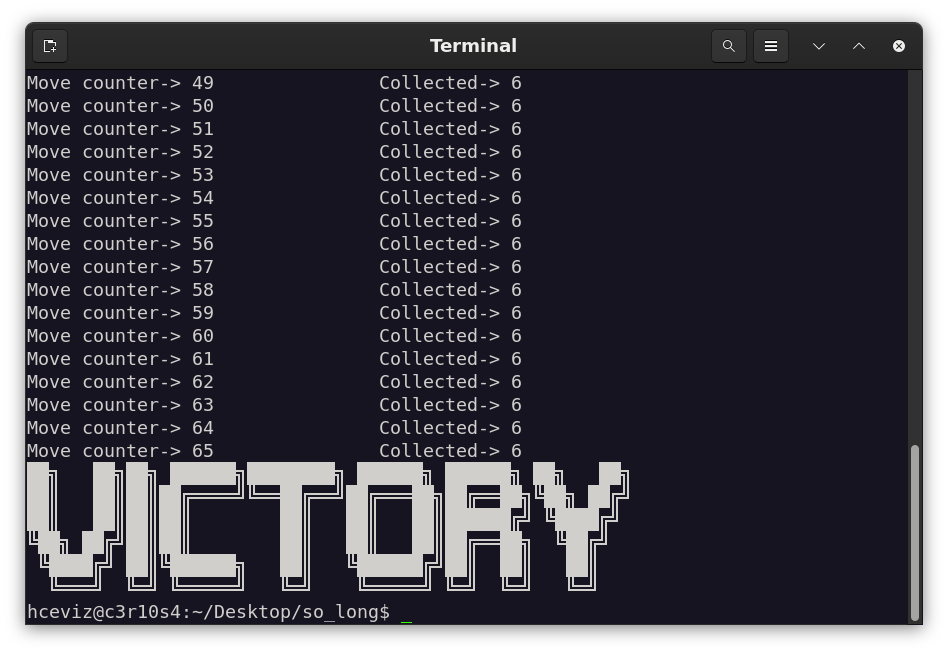 Terminal
Move counter-> 49 Collected-> 6
Move counter-> 50 Collected-> 6
Move counter-> 51 Collected-> 6
Move counter-> 52 Collected-> 6
Move counter-> 53 Collected-> 6
Move counter-> 54 Collected-> 6
Move counter-> 55 Collected-> 6
Move counter-> 56 Collected-> 6
Move counter-> 57 Collected-> 6
Move counter-> 58 Collected-> 6
Move counter-> 59 Collected-> 6
Move counter-> 60 Collected-> 6
Move counter-> 61 Collected-> 6
Move counter-> 62 Collected-> 6
Move counter-> 63 Collected-> 6
Move counter-> 64 Collected-> 6
Move counter-> 65 Collected-> 6
VICTORY
hceviz@c3r10s4:~/Desktop/so_long$ _